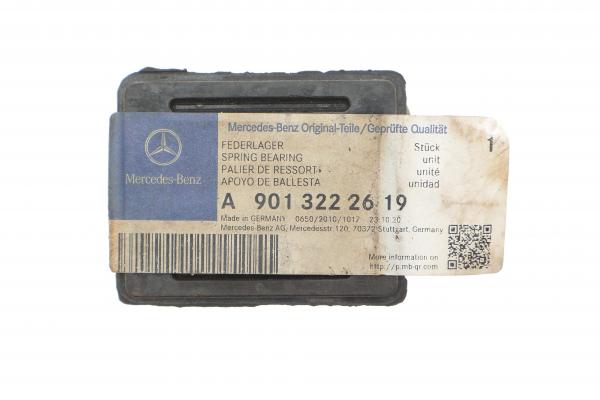 Mercedes-Benz
Mercedes-Benz Original-Teile/Geprüfte Qualität
FEDERLAGER
SPRING BEARING
PALIER DE RESSORT
APOYO DE BALLESTA
Stück
unit
unité
unidad
1
A 901 322 26 19
Made in GERMANY 0650/2010/1017 23.10.20
Mercedes-Benz AG, Mercedesstr 120, 70372 Stuttgart, Germany
More information on
http://p.mb-qr.com